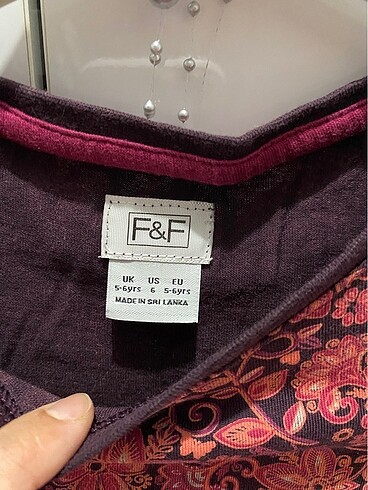 F&F
UK US EU
5-6yrs 6 5-6yrs
MADE IN SRI LANKA